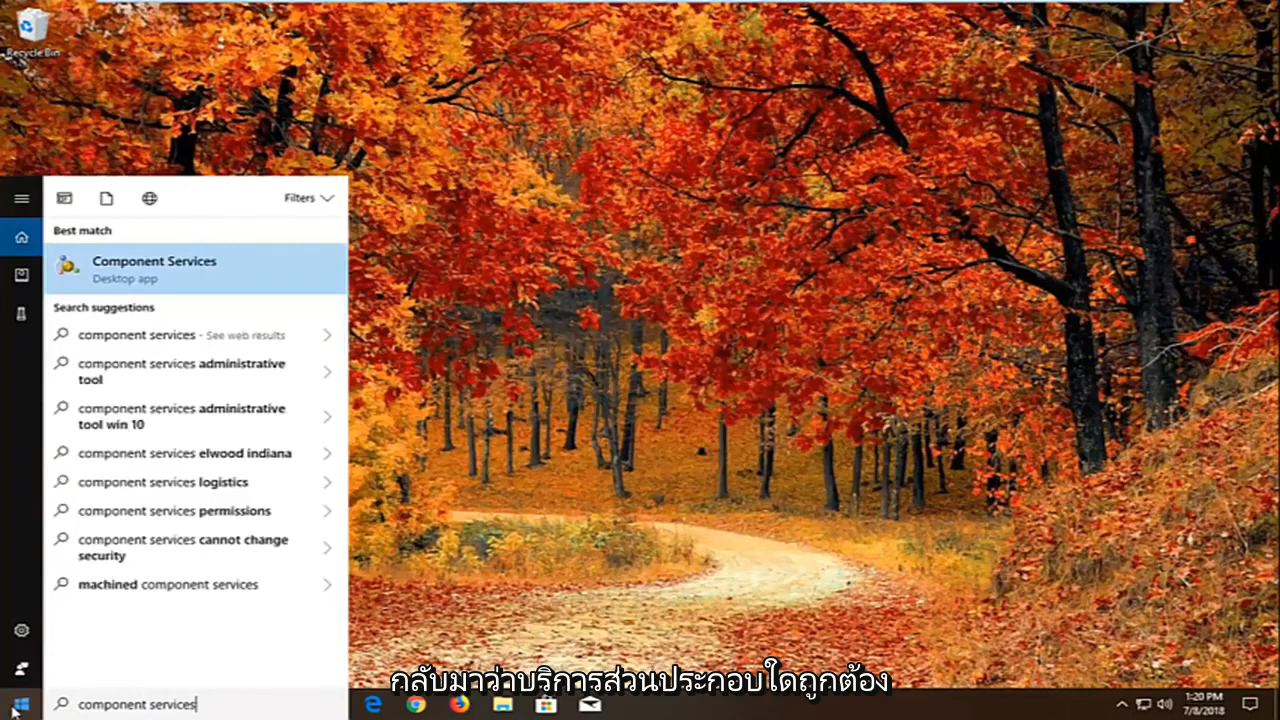 Recycle Bin
Filters
Best match
Component Services
Desktop app
Search suggestions
component services - See web results
component services administrative
tool
component services administrative
tool win 10
component services elwood indiana
component services logistics
component services permissions
component services cannot change
security
machined component services
กลับมาว่าบริการส่วนประกอบใดถูกต้อง
component services
1:20 PM
7/8/2018